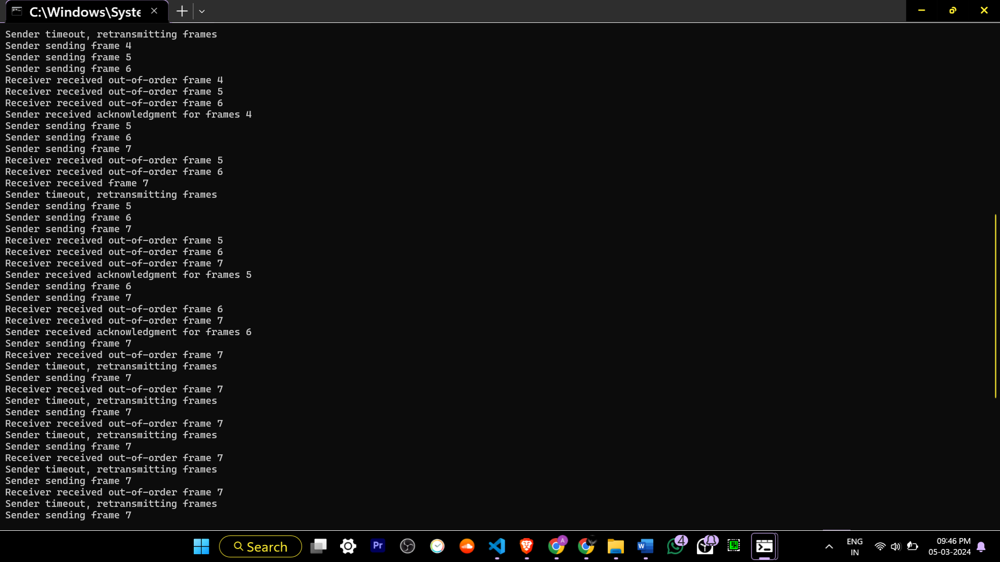 C:\Windows\Syste
Sender timeout, retransmitting frames
Sender sending frame 4
Sender sending frame 5
Sender sending frame 6
Receiver received out-of-order frame 4
Receiver received out-of-order frame 5
Receiver received out-of-order frame 6
Sender received acknowledgment for frames 4
Sender sending frame 5
Sender sending frame 6
Sender sending frame 7
Receiver received out-of-order frame 5
Receiver received out-of-order frame 6
Receiver received frame 7
Sender timeout, retransmitting frames
Sender sending frame 5
Sender sending frame 6
Sender sending frame 7
Receiver received out-of-order frame 5
Receiver received out-of-order frame 6
Receiver received out-of-order frame 7
Sender received acknowledgment for frames 5
Sender sending frame 6
Sender sending frame 7
Receiver received out-of-order frame 6
Receiver received out-of-order frame 7
Sender received acknowledgment for frames 6
Sender sending frame 7
Receiver received out-of-order frame 7
Sender timeout, retransmitting frames
Sender sending frame 7
Receiver received out-of-order frame 7
Sender timeout, retransmitting frames
Sender sending frame 7
Receiver received out-of-order frame 7
Sender timeout, retransmitting frames
Sender sending frame 7
Receiver received out-of-order frame 7
Sender timeout, retransmitting frames
Sender sending frame 7
Receiver received out-of-order frame 7
Sender timeout, retransmitting frames
Sender sending frame 7
Search
Pr
A
W
4
ENG
IN
09:46 PM
05-03-2024